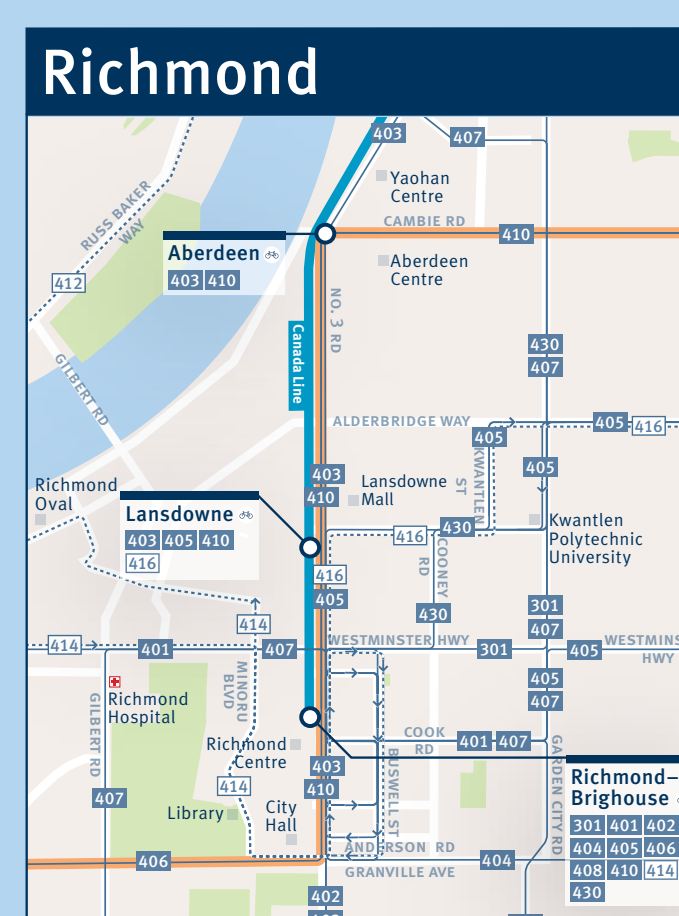 Richmond
403
407
Yaohan
Centre
RUSS BAKER
WAY
CAMBIE RD
410
Aberdeen
403 410
Aberdeen
Centre
412
NO. 3 RD
Canada Line
430
407
GILBERT RD
ALDERBRIDGE WAY
405
416
405
403
410
Lansdowne
Mall
KWANTLEN
ST
405
Richmond
Oval
Lansdowne
403 405 410
416
416
430
Kwantlen
Polytechnic
University
COONEY
RD
416
405
430
301
407
414
414
401
407
WESTMINSTER HWY
301
405
WESTMINS
HWY
405
407
Richmond
Hospital
GILBERT RD
MINORU
BLVD
Richmond
Centre
COOK
RD
401 407
403
410
BUSWELL ST
GARDEN CITY RD
Richmond–
Brighouse
301 401 402
404 405 406
408 410 414
430
407
414
Library
City
Hall
ANDERSON RD
406
404
GRANVILLE AVE
402